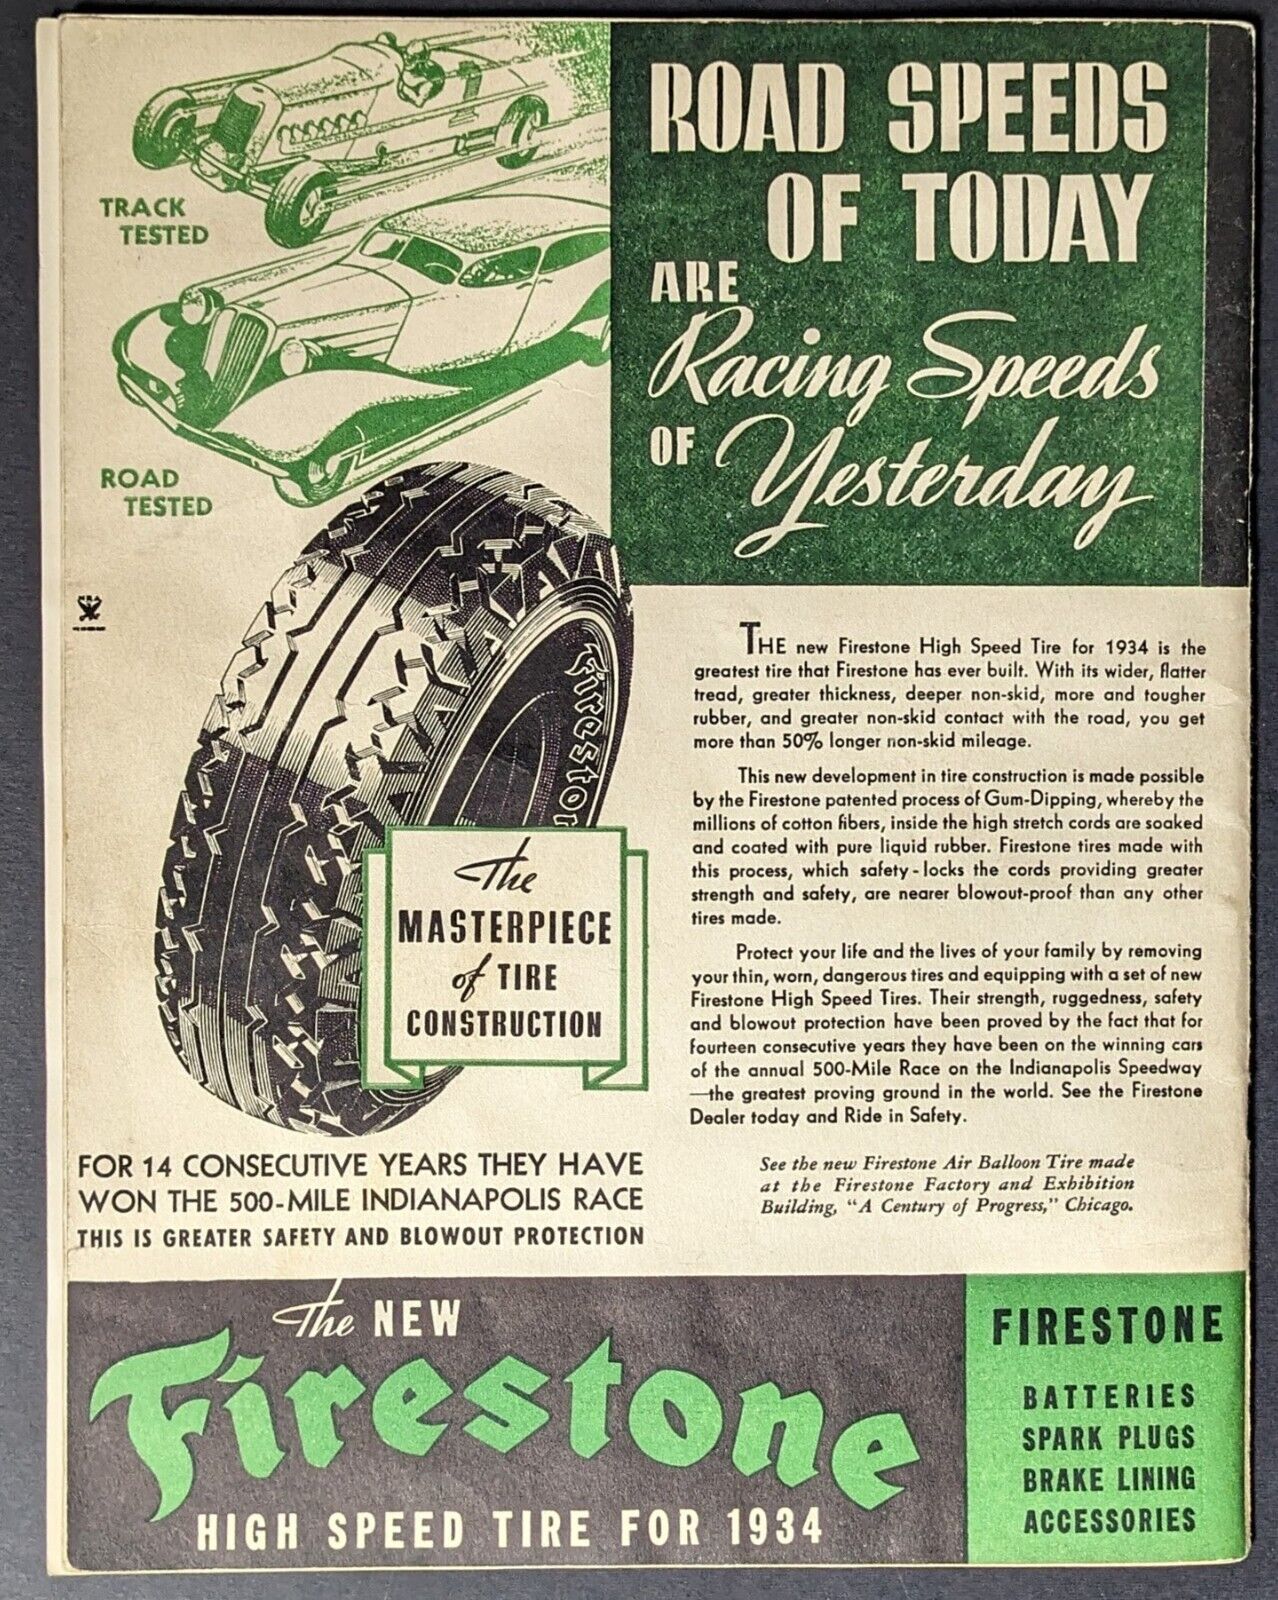 ROAD SPEEDS
OF TODAY
ARE
Racing Speeds
OF Yesterday
TRACK
TESTED
ROAD
TESTED
Firestone
The
MASTERPIECE
of TIRE
CONSTRUCTION
THE new Firestone High Speed Tire for 1934 is the
greatest tire that Firestone has ever built. With its wider, flatter
tread, greater thickness, deeper non-skid, more and tougher
rubber, and greater non-skid contact with the road, you get
more than 50% longer non-skid mileage.
This new development in tire construction is made possible
by the Firestone patented process of Gum-Dipping, whereby the
millions of cotton fibers, inside the high stretch cords are soaked
and coated with pure liquid rubber. Firestone tires made with
this process, which safety-locks the cords providing greater
strength and safety, are nearer blowout-proof than any other
tires made.
Protect your life and the lives of your family by removing
your thin, worn, dangerous tires and equipping with a set of new
Firestone High Speed Tires. Their strength, ruggedness, safety
and blowout protection have been proved by the fact that for
fourteen consecutive years they have been on the winning cars
of the annual 500-Mile Race on the Indianapolis Speedway
—the greatest proving ground in the world. See the Firestone
Dealer today and Ride in Safety.
See the new Firestone Air Balloon Tire made
at the Firestone Factory and Exhibition
Building, "A Century of Progress," Chicago.
FOR 14 CONSECUTIVE YEARS THEY HAVE
WON THE 500-MILE INDIANAPOLIS RACE
THIS IS GREATER SAFETY AND BLOWOUT PROTECTION
The NEW
Firestone
HIGH SPEED TIRE FOR 1934
FIRESTONE
BATTERIES
SPARK PLUGS
BRAKE LINING
ACCESSORIES